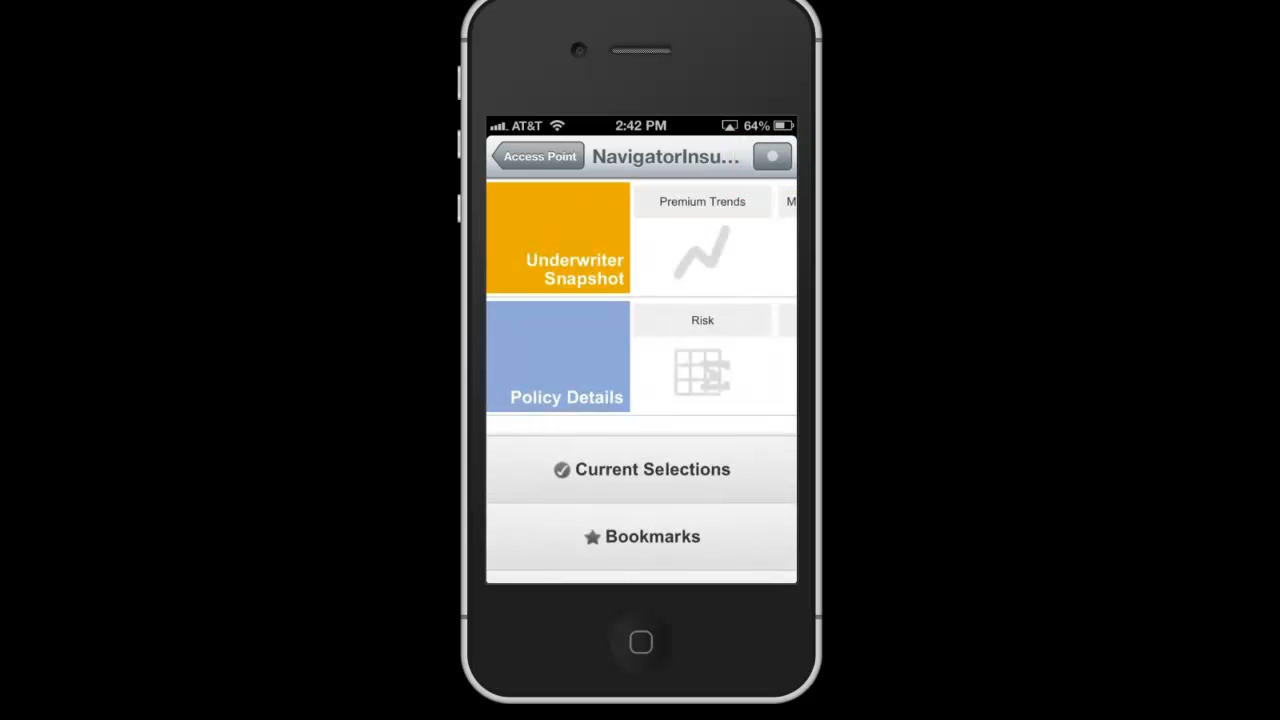 AT&T 2:42 PM 64%
Access Point NavigatorInsu...
Premium Trends M
Underwriter
Snapshot
Risk
Policy Details
Current Selections
Bookmarks